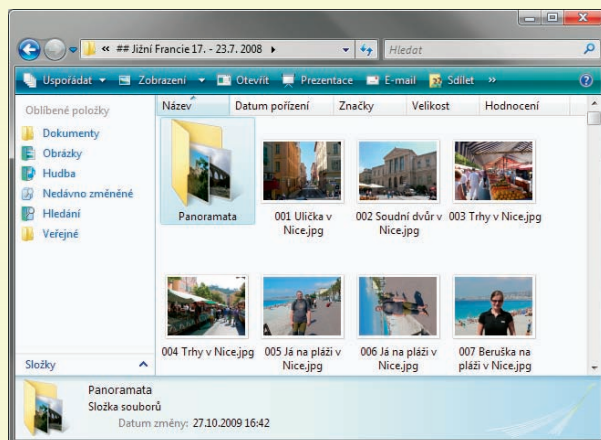 « ## Jižní Francie 17. - 23.7. 2008
Hledat
Uspořádat Zobrazení Otevřít Prezentace E-mail Sdílet »
Oblíbené položky
Dokumenty
Obrázky
Hudba
Nedávno změněné
Hledání
Veřejné
Složky
Název Datum pořízení Značky Velikost Hodnocení
Panoramata
001 Ulička v
Nice.jpg
002 Soudní dvůr v
Nice.jpg
003 Trhy v Nice.jpg
004 Trhy v Nice.jpg
005 Já na pláži v
Nice.jpg
006 Já na pláži v
Nice.jpg
007 Beruška na
pláži v Nice.jpg
Panoramata
Složka souborů
Datum změny: 27.10.2009 16:42